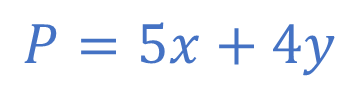 P = 5x + 4y